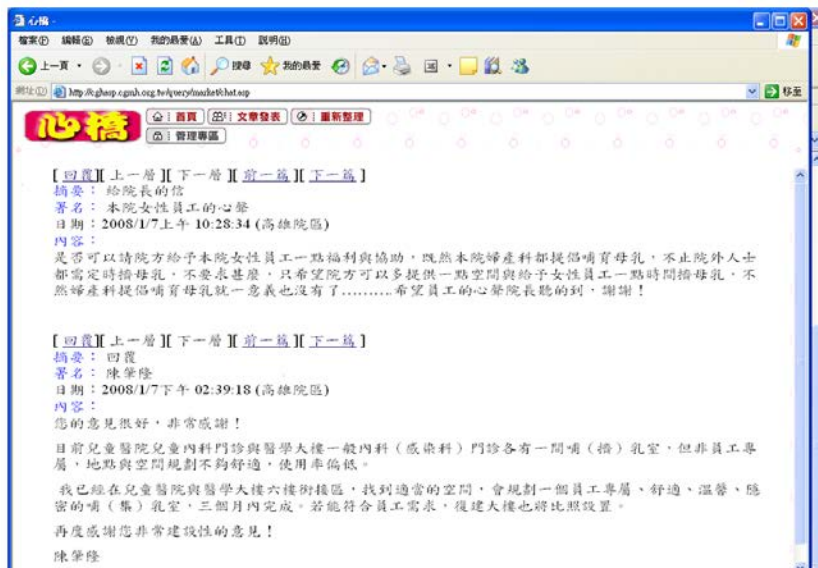 心橋 -
檔案(F) 編輯(E) 檢視(V) 我的最愛(A) 工具(T) 說明(H)
上一頁 搜尋 我的最愛
網址(D) http://cghasp.cgmh.org.tw/query/market/chat.asp 移至
心橋 首頁 文章發表 重新整理
管理專區
[ 回覆 ][ 上一層 ][ 下一層 ][ 前一篇 ][ 下一篇 ]
摘要： 給院長的信
署名： 本院女性員工的心聲
日期：2008/1/7上午 10:28:34 (高雄院區)
內容：
是否可以請院方給予本院女性員工一點福利與協助，既然本院婦產科都提倡哺育母乳，不止院外人士
都需定時擠母乳，不要求甚麼，只希望院方可以多提供一點空間與給予女性員工一點時間擠母乳，不
然婦產科提倡哺育母乳就一意義也沒有了.........希望員工的心聲院長聽的到，謝謝！
[ 回覆 ][ 上一層 ][ 下一層 ][ 前一篇 ][ 下一篇 ]
摘要： 回覆
署名： 陳肇隆
日期：2008/1/7下午 02:39:18 (高雄院區)
內容：
您的意見很好，非常感謝！
目前兒童醫院兒童內科門診與醫學大樓一般內科（感染科）門診各有一間哺（擠）乳室，但非員工專
屬，地點與空間規劃不夠舒適，使用率偏低。
我已經在兒童醫院與醫學大樓六樓銜接區，找到適當的空間，會規劃一個員工專屬、舒適、溫馨、隱
密的哺（集）乳室，三個月內完成。若能符合員工需求，復建大樓也將比照設置。
再度感謝您非常建設性的意見！
陳肇隆